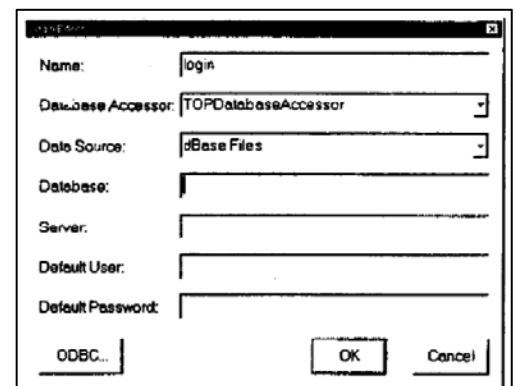 Name: login
Database Accessor: TOPDatabaseAccessor
Data Source: dBase Files
Database:
Server:
Default User:
Default Password:
ODBC... OK Cancel